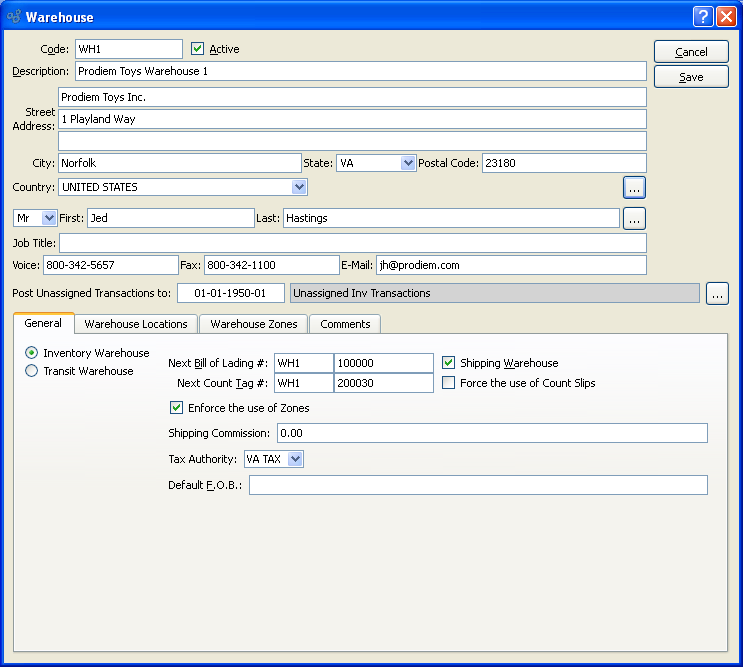 Warehouse
Code: WH1 Active
Cancel
Description: Prodiem Toys Warehouse 1
Save
Prodiem Toys Inc.
Street Address: 1 Playland Way
City: Norfolk State: VA Postal Code: 23180
Country: UNITED STATES ...
Mr First: Jed Last: Hastings ...
Job Title:
Voice: 800-342-5657 Fax: 800-342-1100 E-Mail: jh@prodiem.com
Post Unassigned Transactions to: 01-01-1950-01 Unassigned Inv Transactions ...
General Warehouse Locations Warehouse Zones Comments
Inventory Warehouse
Transit Warehouse
Next Bill of Lading #: WH1 100000 Shipping Warehouse
Next Count Tag #: WH1 200030 Force the use of Count Slips
Enforce the use of Zones
Shipping Commission: 0.00
Tax Authority: VA TAX
Default F.O.B.: